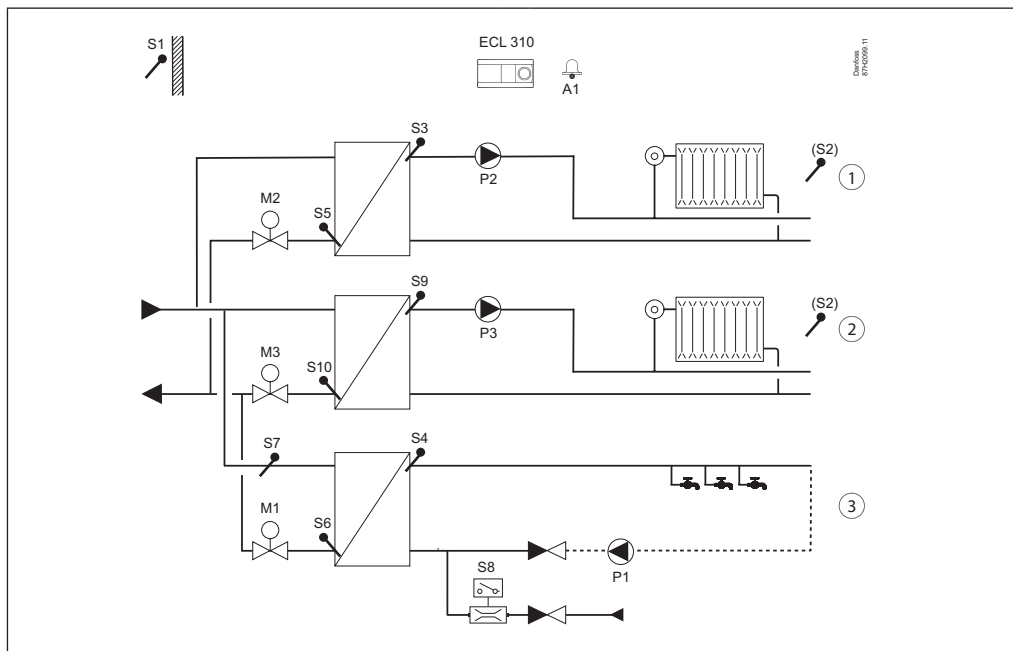 S1
ECL 310
A1
Danfoss
87H2099.11
S3
P2
(S2)
1
M2
S5
S9
P3
(S2)
2
M3
S10
S7
S4
M1
S6
3
S8
P1